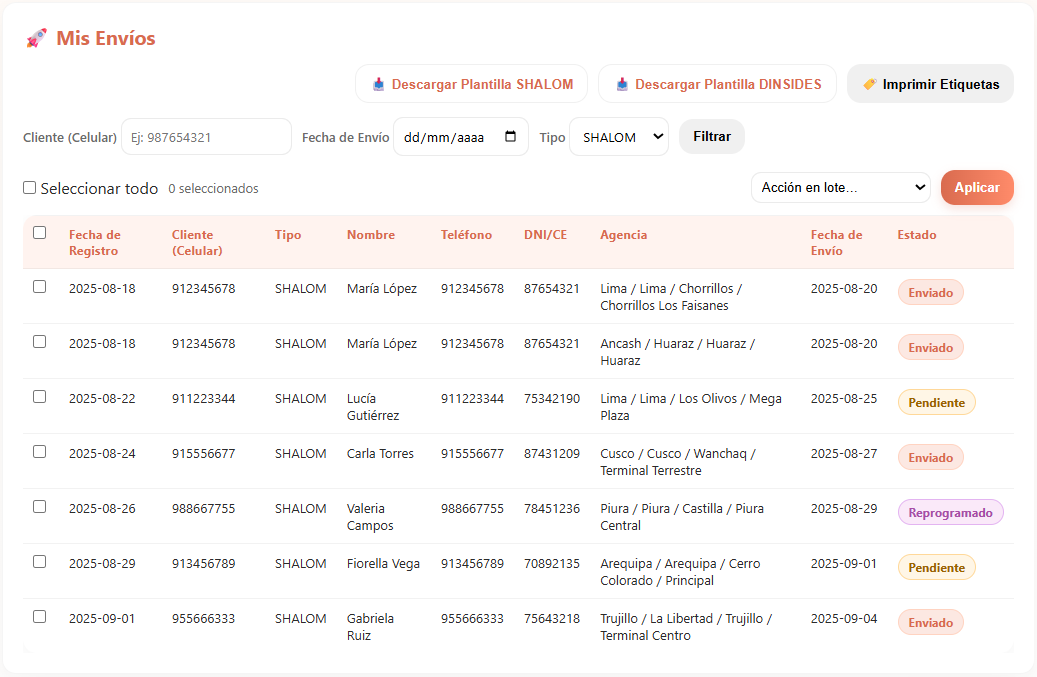 Mis Envíos
Descargar Plantilla SHALOM Descargar Plantilla DINSIDES Imprimir Etiquetas
Cliente (Celular) Ej: 987654321 Fecha de Envío dd/mm/aaaa Tipo SHALOM Filtrar
Seleccionar todo 0 seleccionados Acción en lote... Aplicar
Fecha de Registro Cliente (Celular) Tipo Nombre Teléfono DNI/CE Agencia Fecha de Envío Estado
2025-08-18 912345678 SHALOM María López 912345678 87654321 Lima / Lima / Chorrillos / Chorrillos Los Faisanes 2025-08-20 Enviado
2025-08-18 912345678 SHALOM María López 912345678 87654321 Ancash / Huaraz / Huaraz / Huaraz 2025-08-20 Enviado
2025-08-22 911223344 SHALOM Lucía Gutiérrez 911223344 75342190 Lima / Lima / Los Olivos / Mega Plaza 2025-08-25 Pendiente
2025-08-24 915556677 SHALOM Carla Torres 915556677 87431209 Cusco / Cusco / Wanchaq / Terminal Terrestre 2025-08-27 Enviado
2025-08-26 988667755 SHALOM Valeria Campos 988667755 78451236 Piura / Piura / Castilla / Piura Central 2025-08-29 Reprogramado
2025-08-29 913456789 SHALOM Fiorella Vega 913456789 70892135 Arequipa / Arequipa / Cerro Colorado / Principal 2025-09-01 Pendiente
2025-09-01 955666333 SHALOM Gabriela Ruiz 955666333 75643218 Trujillo / La Libertad / Trujillo / Terminal Centro 2025-09-04 Enviado